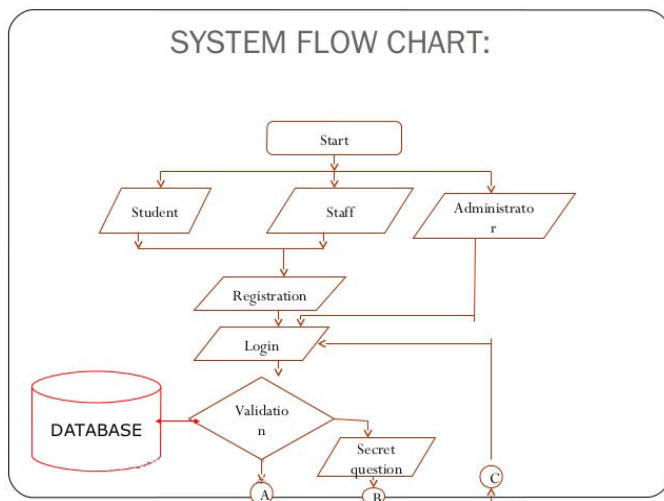 SYSTEM FLOW CHART:
Start
Student
Staff
Administrato
r
Registration
Login
Validatio
n
DATABASE
Secret
question
A
B
C